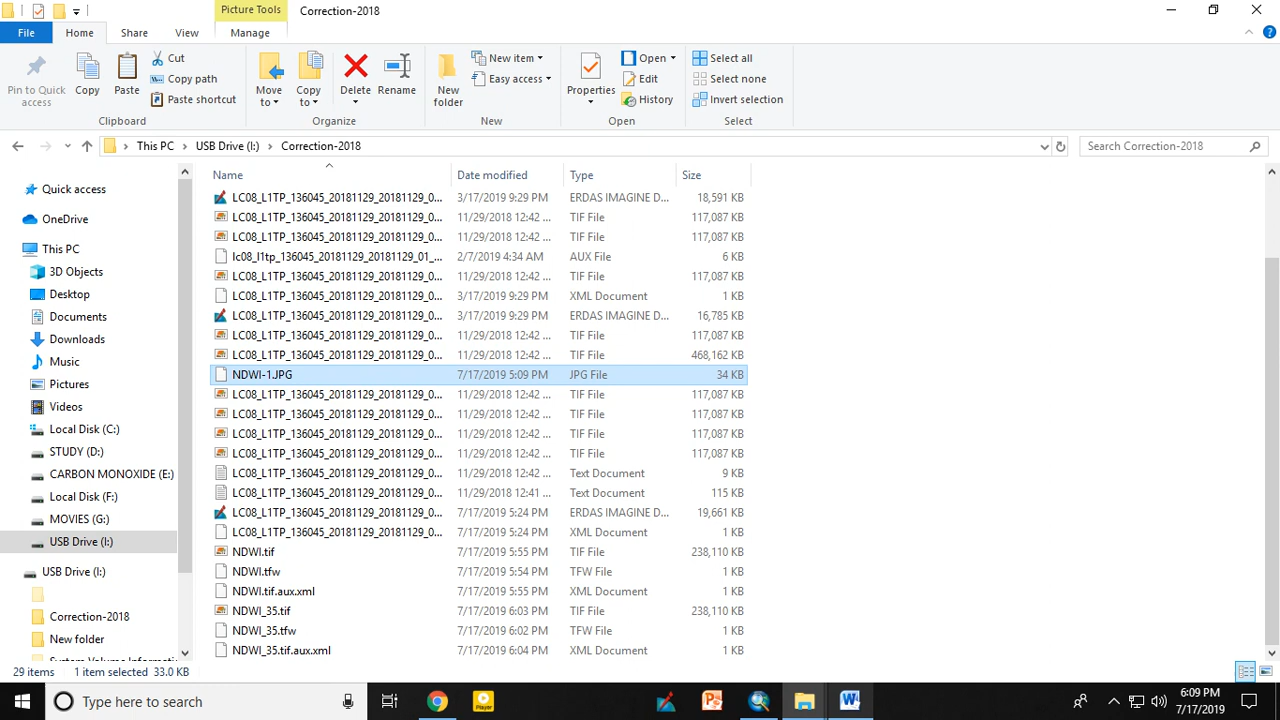 Picture Tools
Correction-2018
File
Home
Share
View
Manage
Pin to Quick access
Copy
Paste
Cut
Copy path
Paste shortcut
Move to
Copy to
Delete
Rename
New folder
New item
Easy access
Properties
Open
Edit
History
Select all
Select none
Invert selection
Clipboard
Organize
New
Open
Select
This PC
USB Drive (I:)
Correction-2018
Search Correction-2018
Name
Date modified
Type
Size
Quick access
OneDrive
This PC
3D Objects
Desktop
Documents
Downloads
Music
Pictures
Videos
Local Disk (C:)
STUDY (D:)
CARBON MONOXIDE (E:)
Local Disk (F:)
MOVIES (G:)
USB Drive (I:)
USB Drive (I:)
Correction-2018
New folder
System Volume
LC08_L1TP_136045_20181129_20181129_0... 3/17/2019 9:29 PM ERDAS IMAGINE D... 18,591 KB
LC08_L1TP_136045_20181129_20181129_0... 11/29/2018 12:42 ... TIF File 117,087 KB
LC08_L1TP_136045_20181129_20181129_0... 11/29/2018 12:42 ... TIF File 117,087 KB
lc08_l1tp_136045_20181129_20181129_01_... 2/7/2019 4:34 AM AUX File 6 KB
LC08_L1TP_136045_20181129_20181129_0... 11/29/2018 12:42 ... TIF File 117,087 KB
LC08_L1TP_136045_20181129_20181129_0... 3/17/2019 9:29 PM XML Document 1 KB
LC08_L1TP_136045_20181129_20181129_0... 3/17/2019 9:29 PM ERDAS IMAGINE D... 16,785 KB
LC08_L1TP_136045_20181129_20181129_0... 11/29/2018 12:42 ... TIF File 117,087 KB
LC08_L1TP_136045_20181129_20181129_0... 11/29/2018 12:42 ... TIF File 468,162 KB
NDWI-1.JPG 7/17/2019 5:09 PM JPG File 34 KB
LC08_L1TP_136045_20181129_20181129_0... 11/29/2018 12:42 ... TIF File 117,087 KB
LC08_L1TP_136045_20181129_20181129_0... 11/29/2018 12:42 ... TIF File 117,087 KB
LC08_L1TP_136045_20181129_20181129_0... 11/29/2018 12:42 ... TIF File 117,087 KB
LC08_L1TP_136045_20181129_20181129_0... 11/29/2018 12:42 ... TIF File 117,087 KB
LC08_L1TP_136045_20181129_20181129_0... 11/29/2018 12:42 ... Text Document 9 KB
LC08_L1TP_136045_20181129_20181129_0... 11/29/2018 12:41 ... Text Document 115 KB
LC08_L1TP_136045_20181129_20181129_0... 7/17/2019 5:24 PM ERDAS IMAGINE D... 19,661 KB
LC08_L1TP_136045_20181129_20181129_0... 7/17/2019 5:24 PM XML Document 1 KB
NDWI.tif 7/17/2019 5:55 PM TIF File 238,110 KB
NDWI.tfw 7/17/2019 5:54 PM TFW File 1 KB
NDWI.tif.aux.xml 7/17/2019 5:55 PM XML Document 1 KB
NDWI_35.tif 7/17/2019 6:03 PM TIF File 238,110 KB
NDWI_35.tfw 7/17/2019 6:02 PM TFW File 1 KB
NDWI_35.tif.aux.xml 7/17/2019 6:04 PM XML Document 1 KB
29 items 1 item selected 33.0 KB
Type here to search
Player
6:09 PM
7/17/2019